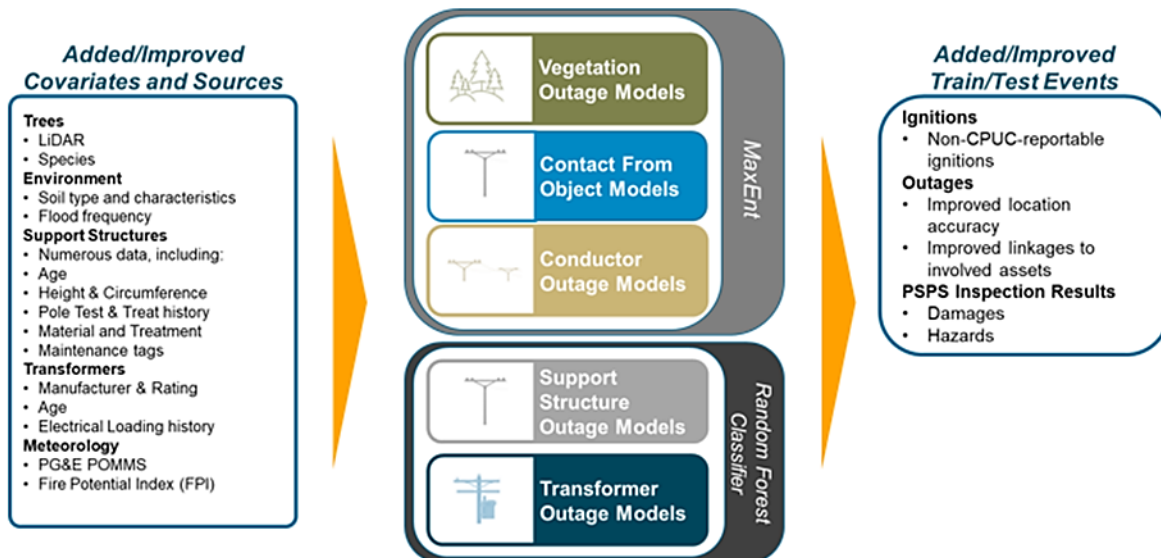 Added/Improved
Covariates and Sources
Trees
• LiDAR
• Species
Environment
• Soil type and characteristics
• Flood frequency
Support Structures
• Numerous data, including:
• Age
• Height & Circumference
• Pole Test & Treat history
• Material and Treatment
• Maintenance tags
Transformers
• Manufacturer & Rating
• Age
• Electrical Loading history
Meteorology
• PG&E POMMS
• Fire Potential Index (FPI)
Vegetation
Outage Models
Contact From
Object Models
Conductor
Outage Models
MaxEnt
Support
Structure
Outage Models
Transformer
Outage Models
Random Forest
Classifier
Added/Improved
Train/Test Events
Ignitions
• Non-CPUC-reportable
ignitions
Outages
• Improved location
accuracy
• Improved linkages to
involved assets
PSPS Inspection Results
• Damages
• Hazards